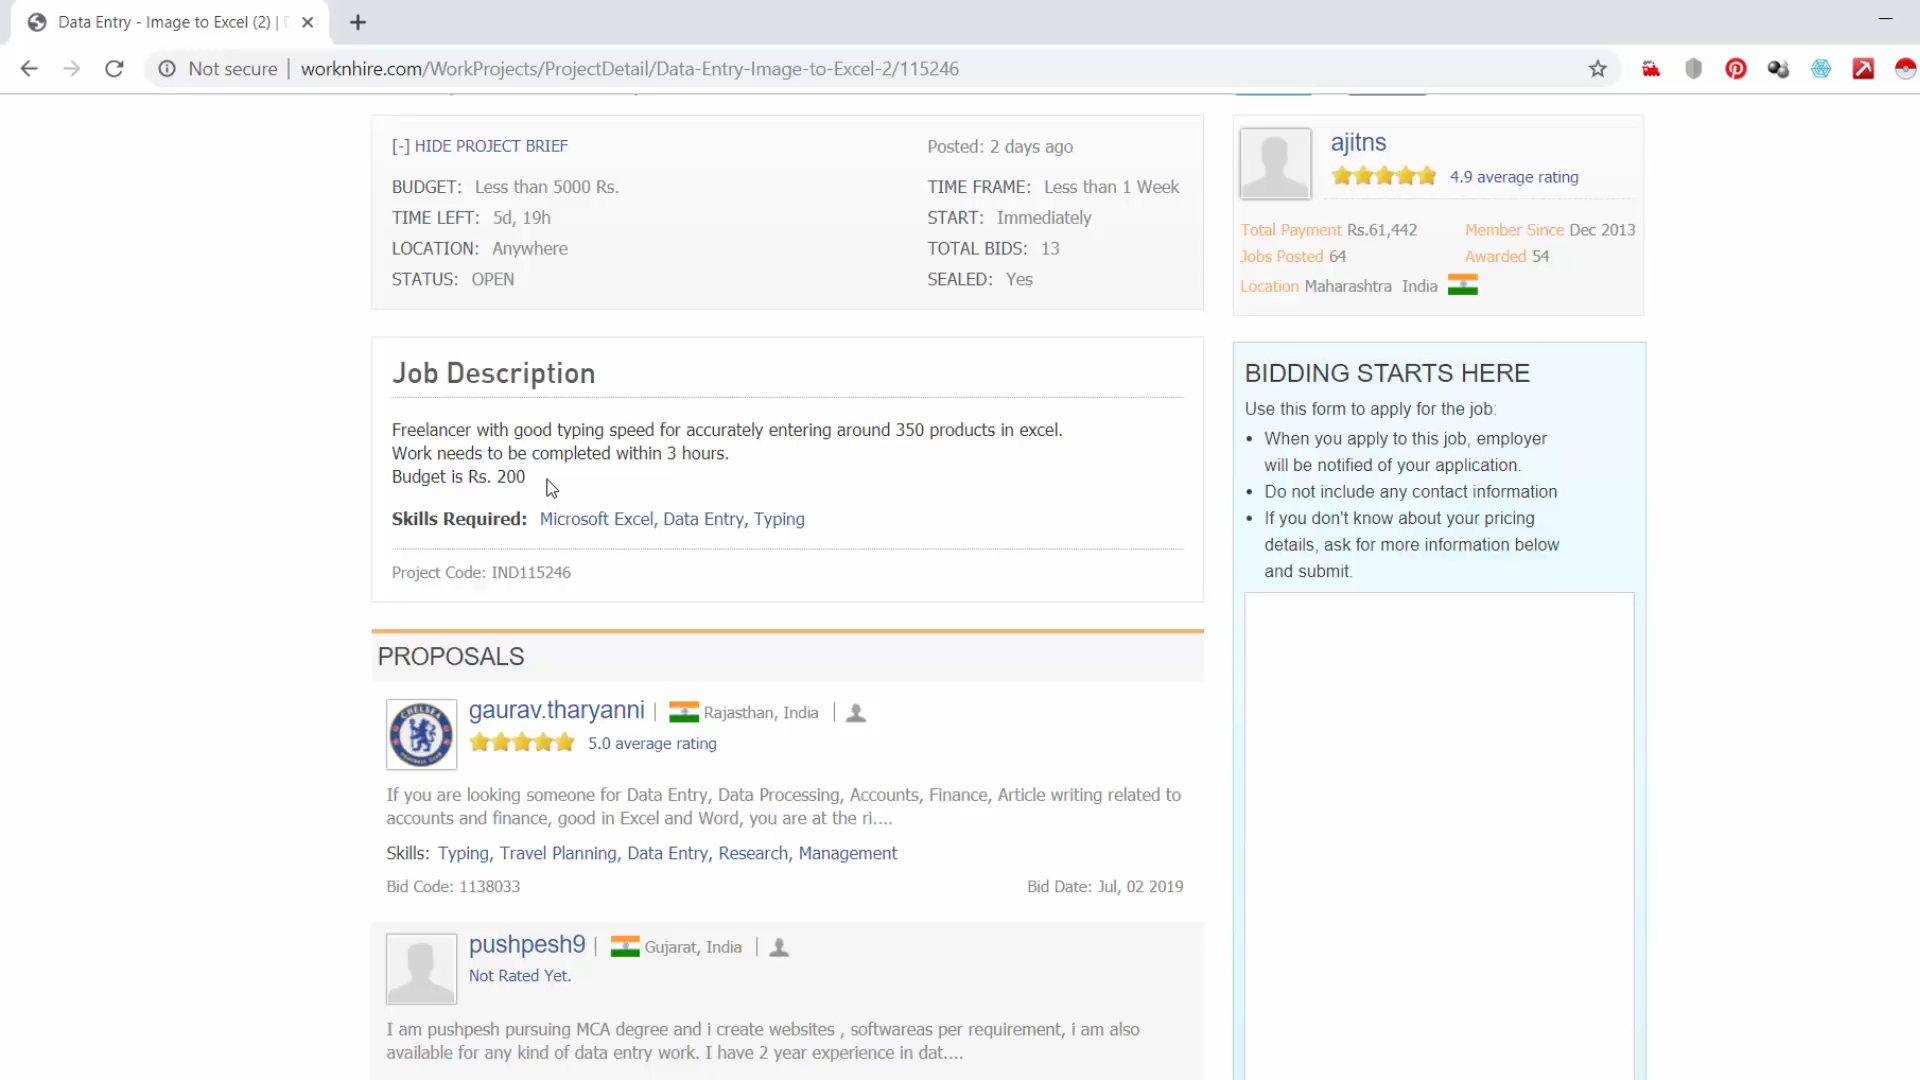 Data Entry - Image to Excel (2) |
Not secure | worknhire.com/WorkProjects/ProjectDetail/Data-Entry-Image-to-Excel-2/115246
[-] HIDE PROJECT BRIEF
Posted: 2 days ago
BUDGET: Less than 5000 Rs.
TIME FRAME: Less than 1 Week
TIME LEFT: 5d, 19h
START: Immediately
LOCATION: Anywhere
TOTAL BIDS: 13
STATUS: OPEN
SEALED: Yes
ajitns
4.9 average rating
Total Payment Rs.61,442
Member Since Dec 2013
Jobs Posted 64
Awarded 54
Location Maharashtra India
Job Description
Freelancer with good typing speed for accurately entering around 350 products in excel.
Work needs to be completed within 3 hours.
Budget is Rs. 200
Skills Required: Microsoft Excel, Data Entry, Typing
Project Code: IND115246
BIDDING STARTS HERE
Use this form to apply for the job:
• When you apply to this job, employer
will be notified of your application.
• Do not include any contact information
• If you don't know about your pricing
details, ask for more information below
and submit.
PROPOSALS
CHELSEA
FOOTBALL CLUB
gaurav.tharyanni | Rajasthan, India |
5.0 average rating
If you are looking someone for Data Entry, Data Processing, Accounts, Finance, Article writing related to
accounts and finance, good in Excel and Word, you are at the ri....
Skills: Typing, Travel Planning, Data Entry, Research, Management
Bid Code: 1138033
Bid Date: Jul, 02 2019
pushpesh9 | Gujarat, India |
Not Rated Yet.
I am pushpesh pursuing MCA degree and i create websites , softwareas per requirement, i am also
available for any kind of data entry work. I have 2 year experience in dat....